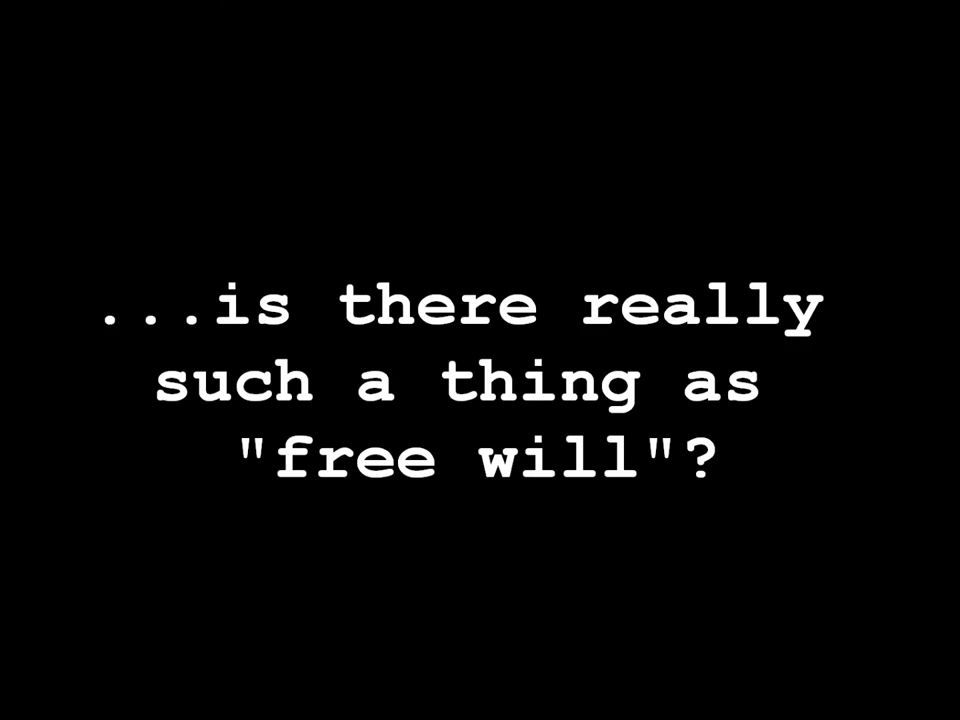 ...is there really
such a thing as
"free will"?